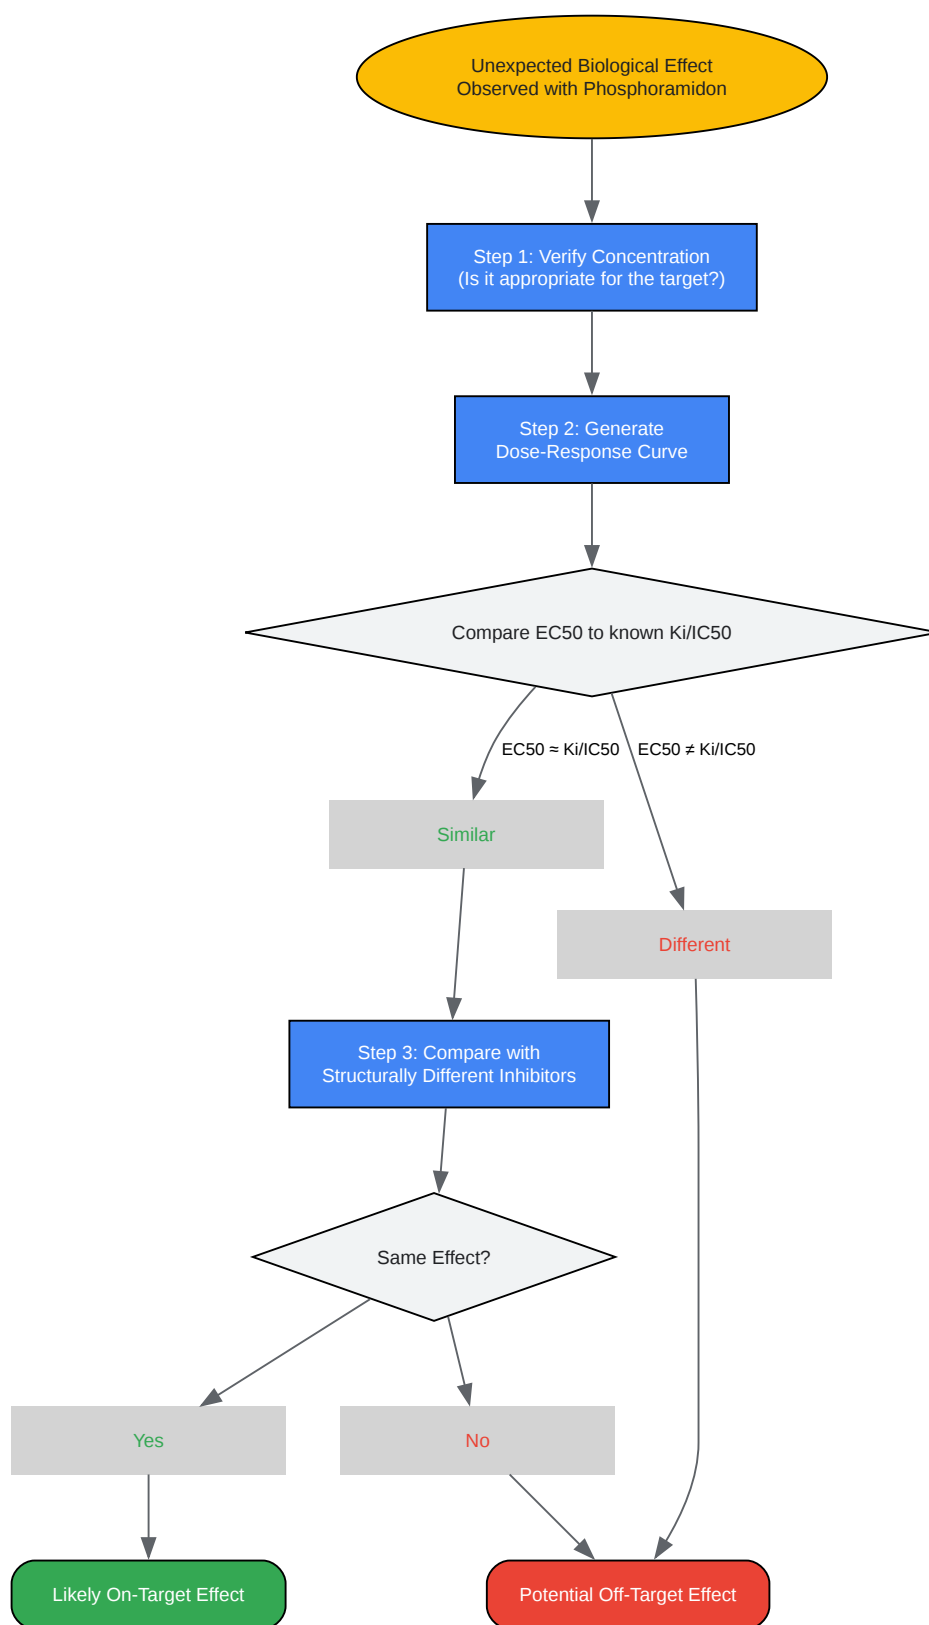 Unexpected Biological Effect
Observed with Phosphoramidon
Step 1: Verify Concentration
(Is it appropriate for the target?)
Step 2: Generate
Dose-Response Curve
Compare EC50 to known Ki/IC50
EC50 ≈ Ki/IC50
EC50 ≠ Ki/IC50
Similar
Different
Step 3: Compare with
Structurally Different Inhibitors
Same Effect?
Yes
No
Likely On-Target Effect
Potential Off-Target Effect